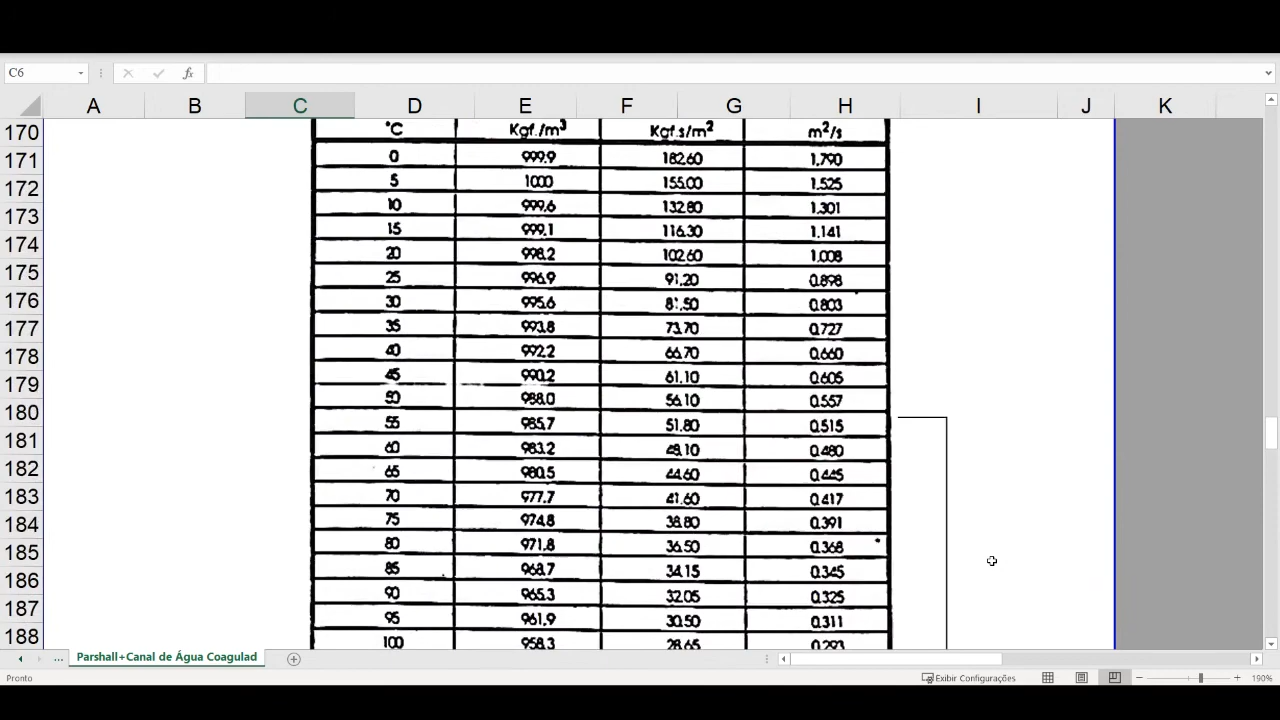 C6
fx
A B C D E F G H I J K
170 °C Kgf./m³ Kgf.s/m² m²/s
171 0 999.9 182.60 1.790
172 5 1000 155.00 1.525
173 10 999.6 132.80 1.301
174 15 999.1 116.30 1.141
175 20 998.2 102.60 1.008
176 25 996.9 91.20 0.898
177 30 995.6 81.50 0.803
178 35 993.8 73.70 0.727
179 40 992.2 66.70 0.660
180 45 990.2 61.10 0.605
181 50 988.0 56.10 0.557
182 55 985.7 51.80 0.515
183 60 983.2 48.10 0.480
184 65 980.5 44.60 0.445
185 70 977.7 41.60 0.417
186 75 974.8 38.80 0.391
187 80 971.8 36.50 0.368
188 85 968.7 34.15 0.345
90 965.3 32.05 0.325
95 961.9 30.50 0.311
100 958.3 28.65 0.293
... Parshall+Canal de Água Coagulad
Pronto Exibir Configurações 190%